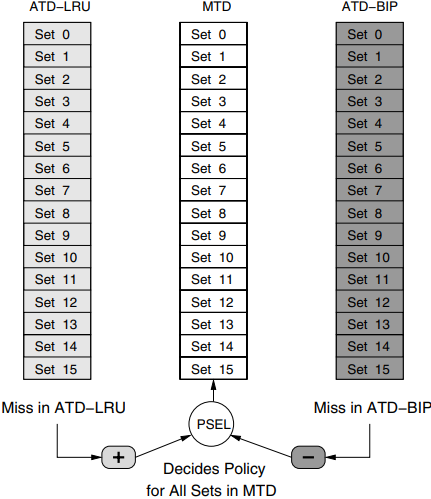 ATD−LRU
MTD
ATD−BIP
Set 0
Set 1
Set 2
Set 3
Set 4
Set 5
Set 6
Set 7
Set 8
Set 9
Set 10
Set 11
Set 12
Set 13
Set 14
Set 15
Set 0
Set 1
Set 2
Set 3
Set 4
Set 5
Set 6
Set 7
Set 8
Set 9
Set 10
Set 11
Set 12
Set 13
Set 14
Set 15
Set 0
Set 1
Set 2
Set 3
Set 4
Set 5
Set 6
Set 7
Set 8
Set 9
Set 10
Set 11
Set 12
Set 13
Set 14
Set 15
Miss in ATD−LRU
PSEL
Miss in ATD−BIP
+
−
Decides Policy
for All Sets in MTD